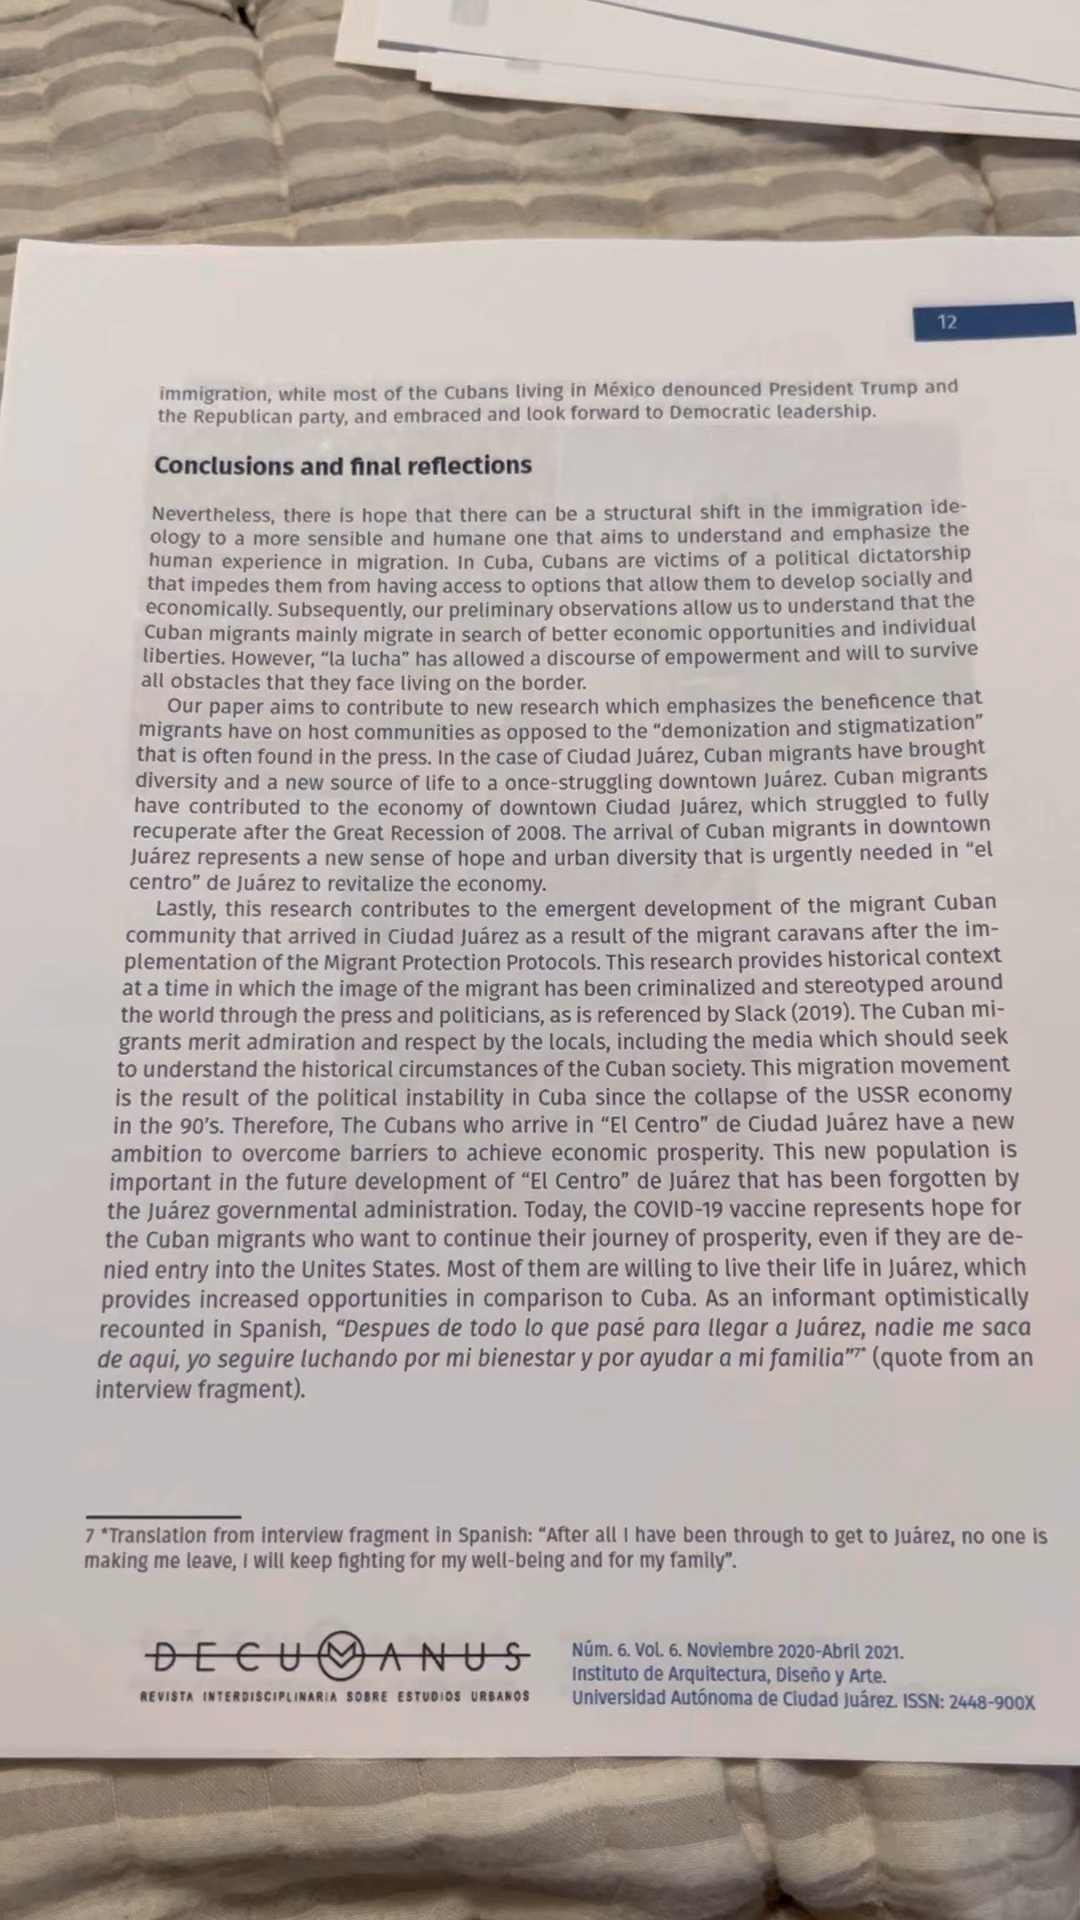 12
immigration, while most of the Cubans living in México denounced President Trump and
the Republican party, and embraced and look forward to Democratic leadership.
Conclusions and final reflections
Nevertheless, there is hope that there can be a structural shift in the immigration ide-
ology to a more sensible and humane one that aims to understand and emphasize the
human experience in migration. In Cuba, Cubans are victims of a political dictatorship
that impedes them from having access to options that allow them to develop socially and
economically. Subsequently, our preliminary observations allow us to understand that the
Cuban migrants mainly migrate in search of better economic opportunities and individual
liberties. However, “la lucha” has allowed a discourse of empowerment and will to survive
all obstacles that they face living on the border.
Our paper aims to contribute to new research which emphasizes the beneficence that
migrants have on host communities as opposed to the “demonization and stigmatization”
that is often found in the press. In the case of Ciudad Juárez, Cuban migrants have brought
diversity and a new source of life to a once-struggling downtown Juárez. Cuban migrants
have contributed to the economy of downtown Ciudad Juárez, which struggled to fully
recuperate after the Great Recession of 2008. The arrival of Cuban migrants in downtown
Juárez represents a new sense of hope and urban diversity that is urgently needed in “el
centro” de Juárez to revitalize the economy.
Lastly, this research contributes to the emergent development of the migrant Cuban
community that arrived in Ciudad Juárez as a result of the migrant caravans after the im-
plementation of the Migrant Protection Protocols. This research provides historical context
at a time in which the image of the migrant has been criminalized and stereotyped around
the world through the press and politicians, as is referenced by Slack (2019). The Cuban mi-
grants merit admiration and respect by the locals, including the media which should seek
to understand the historical circumstances of the Cuban society. This migration movement
is the result of the political instability in Cuba since the collapse of the USSR economy
in the 90’s. Therefore, The Cubans who arrive in “El Centro” de Ciudad Juárez have a new
ambition to overcome barriers to achieve economic prosperity. This new population is
important in the future development of “El Centro” de Juárez that has been forgotten by
the Juárez governmental administration. Today, the COVID-19 vaccine represents hope for
the Cuban migrants who want to continue their journey of prosperity, even if they are de-
nied entry into the Unites States. Most of them are willing to live their life in Juárez, which
provides increased opportunities in comparison to Cuba. As an informant optimistically
recounted in Spanish, “Despues de todo lo que pasé para llegar a Juárez, nadie me saca
de aqui, yo seguire luchando por mi bienestar y por ayudar a mi familia”7* (quote from an
interview fragment).
7 *Translation from interview fragment in Spanish: “After all I have been through to get to Juárez, no one is
making me leave, I will keep fighting for my well-being and for my family”.
DECUMANUS
REVISTA INTERDISCIPLINARIA SOBRE ESTUDIOS URBANOS
Núm. 6. Vol. 6. Noviembre 2020-Abril 2021.
Instituto de Arquitectura, Diseño y Arte.
Universidad Autónoma de Ciudad Juárez. ISSN: 2448-900X